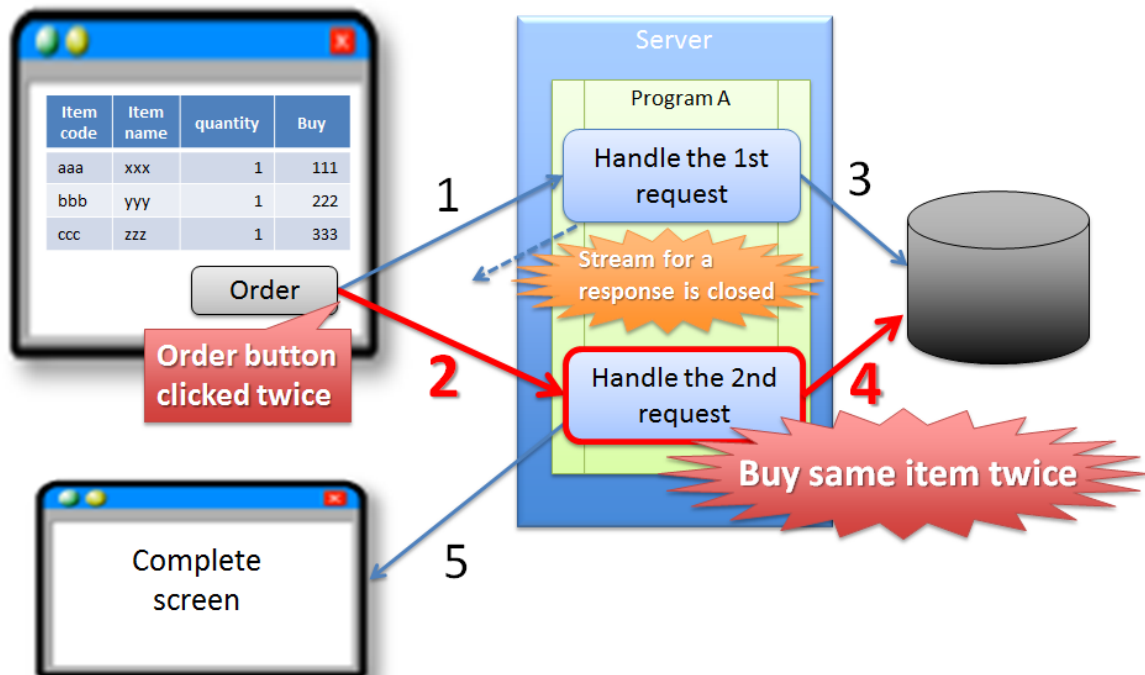 Server
Program A
Item code
Item name
quantity
Buy
aaa xxx 1 111
bbb yyy 1 222
ccc zzz 1 333
Order
Order button
clicked twice
1
Handle the 1st
request
3
Stream for a
response is closed
2
Handle the 2nd
request
4
Buy same item twice
5
Complete
screen